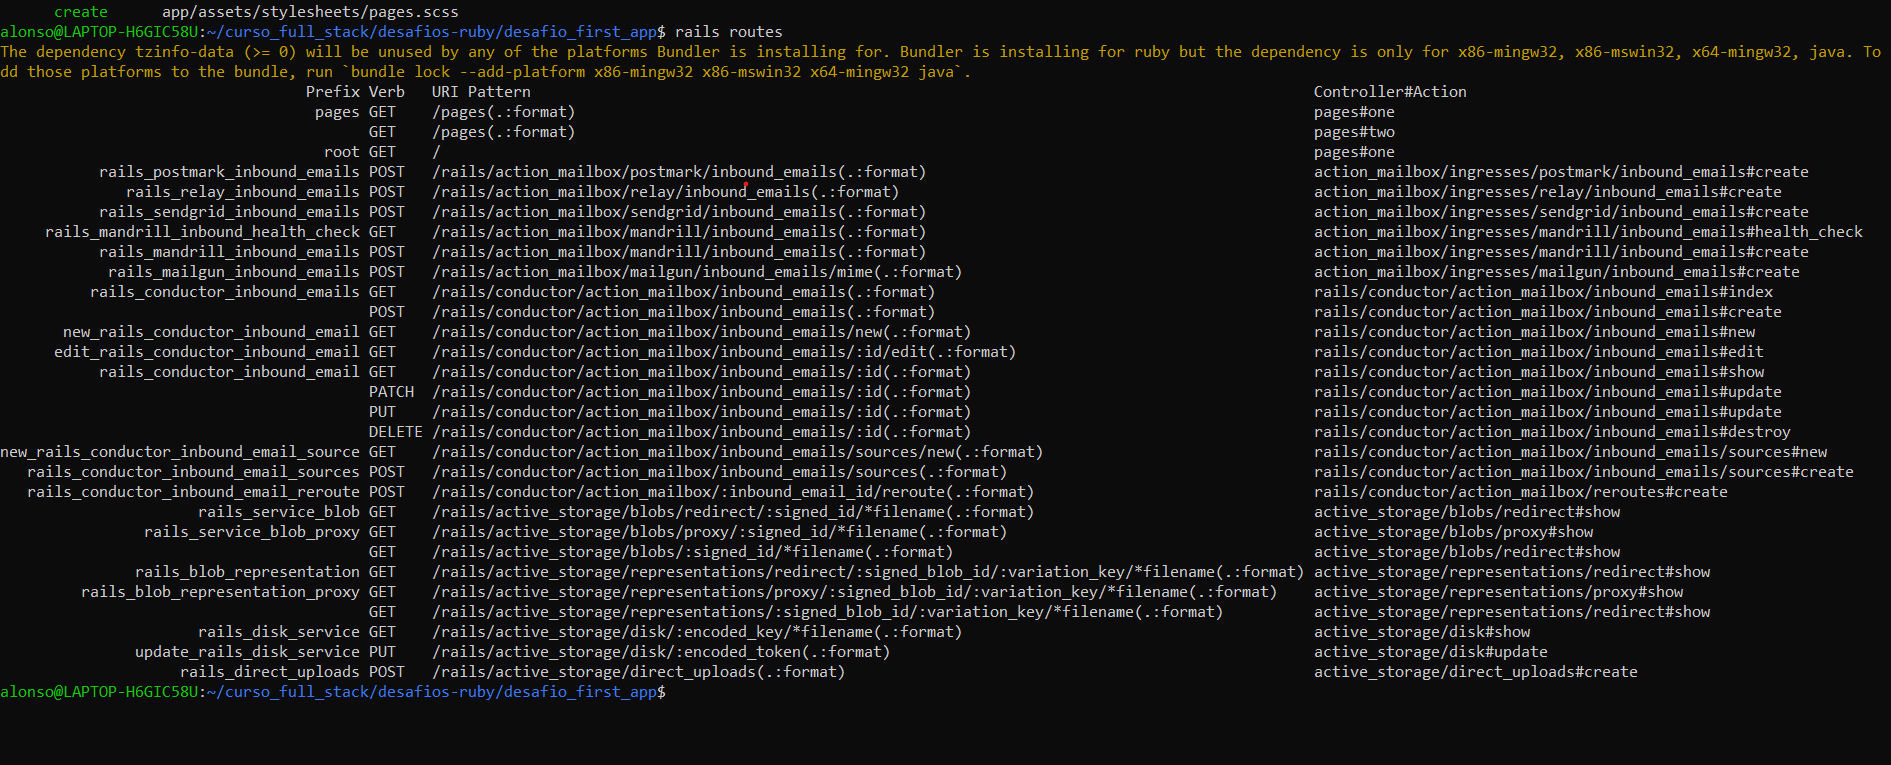 create      app/assets/stylesheets/pages.scss
alonso@LAPTOP-H6GIC58U:~/curso_full_stack/desafios-ruby/desafio_first_app$ rails routes
The dependency tzinfo-data (>= 0) will be unused by any of the platforms Bundler is installing for. Bundler is installing for ruby but the dependency is only for x86-mingw32, x86-mswin32, x64-mingw32, java. To
dd those platforms to the bundle, run `bundle lock --add-platform x86-mingw32 x86-mswin32 x64-mingw32 java`.
Prefix Verb   URI Pattern   Controller#Action
pages GET    /pages(.:format)   pages#one
GET    /pages(.:format)   pages#two
root GET    /   pages#one
rails_postmark_inbound_emails POST   /rails/action_mailbox/postmark/inbound_emails(.:format)   action_mailbox/ingresses/postmark/inbound_emails#create
rails_relay_inbound_emails POST   /rails/action_mailbox/relay/inbound_emails(.:format)   action_mailbox/ingresses/relay/inbound_emails#create
rails_sendgrid_inbound_emails POST   /rails/action_mailbox/sendgrid/inbound_emails(.:format)   action_mailbox/ingresses/sendgrid/inbound_emails#create
rails_mandrill_inbound_health_check GET    /rails/action_mailbox/mandrill/inbound_emails(.:format)   action_mailbox/ingresses/mandrill/inbound_emails#health_check
rails_mandrill_inbound_emails POST   /rails/action_mailbox/mandrill/inbound_emails(.:format)   action_mailbox/ingresses/mandrill/inbound_emails#create
rails_mailgun_inbound_emails POST   /rails/action_mailbox/mailgun/inbound_emails/mime(.:format)   action_mailbox/ingresses/mailgun/inbound_emails#create
rails_conductor_inbound_emails GET    /rails/conductor/action_mailbox/inbound_emails(.:format)   rails/conductor/action_mailbox/inbound_emails#index
POST   /rails/conductor/action_mailbox/inbound_emails(.:format)   rails/conductor/action_mailbox/inbound_emails#create
new_rails_conductor_inbound_email GET    /rails/conductor/action_mailbox/inbound_emails/new(.:format)   rails/conductor/action_mailbox/inbound_emails#new
edit_rails_conductor_inbound_email GET    /rails/conductor/action_mailbox/inbound_emails/:id/edit(.:format)   rails/conductor/action_mailbox/inbound_emails#edit
rails_conductor_inbound_email GET    /rails/conductor/action_mailbox/inbound_emails/:id(.:format)   rails/conductor/action_mailbox/inbound_emails#show
PATCH  /rails/conductor/action_mailbox/inbound_emails/:id(.:format)   rails/conductor/action_mailbox/inbound_emails#update
PUT    /rails/conductor/action_mailbox/inbound_emails/:id(.:format)   rails/conductor/action_mailbox/inbound_emails#update
DELETE /rails/conductor/action_mailbox/inbound_emails/:id(.:format)   rails/conductor/action_mailbox/inbound_emails#destroy
new_rails_conductor_inbound_email_source GET    /rails/conductor/action_mailbox/inbound_emails/sources/new(.:format)   rails/conductor/action_mailbox/inbound_emails/sources#new
rails_conductor_inbound_email_sources POST   /rails/conductor/action_mailbox/inbound_emails/sources(.:format)   rails/conductor/action_mailbox/inbound_emails/sources#create
rails_conductor_inbound_email_reroute POST   /rails/conductor/action_mailbox/:inbound_email_id/reroute(.:format)   rails/conductor/action_mailbox/reroutes#create
rails_service_blob GET    /rails/active_storage/blobs/redirect/:signed_id/*filename(.:format)   active_storage/blobs/redirect#show
rails_service_blob_proxy GET    /rails/active_storage/blobs/proxy/:signed_id/*filename(.:format)   active_storage/blobs/proxy#show
GET    /rails/active_storage/blobs/:signed_id/*filename(.:format)   active_storage/blobs/redirect#show
rails_blob_representation GET    /rails/active_storage/representations/redirect/:signed_blob_id/:variation_key/*filename(.:format) active_storage/representations/redirect#show
rails_blob_representation_proxy GET    /rails/active_storage/representations/proxy/:signed_blob_id/:variation_key/*filename(.:format)   active_storage/representations/proxy#show
GET    /rails/active_storage/representations/:signed_blob_id/:variation_key/*filename(.:format)   active_storage/representations/redirect#show
rails_disk_service GET    /rails/active_storage/disk/:encoded_key/*filename(.:format)   active_storage/disk#show
update_rails_disk_service PUT    /rails/active_storage/disk/:encoded_token(.:format)   active_storage/disk#update
rails_direct_uploads POST   /rails/active_storage/direct_uploads(.:format)   active_storage/direct_uploads#create
alonso@LAPTOP-H6GIC58U:~/curso_full_stack/desafios-ruby/desafio_first_app$